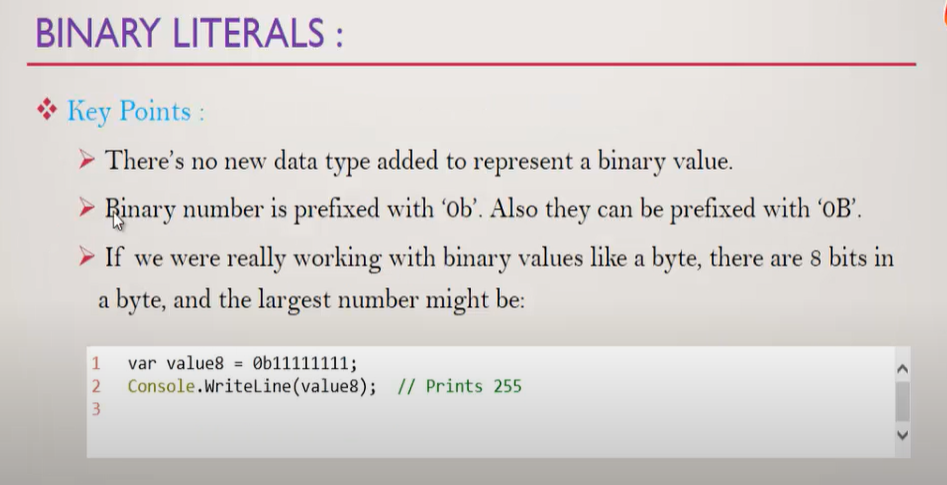 BINARY LITERALS :
Key Points :
There's no new data type added to represent a binary value.
Binary number is prefixed with ‘0b’. Also they can be prefixed with ‘0B’.
If we were really working with binary values like a byte, there are 8 bits in
a byte, and the largest number might be:
1 var value8 = 0b11111111;
2 Console.WriteLine(value8); // Prints 255
3